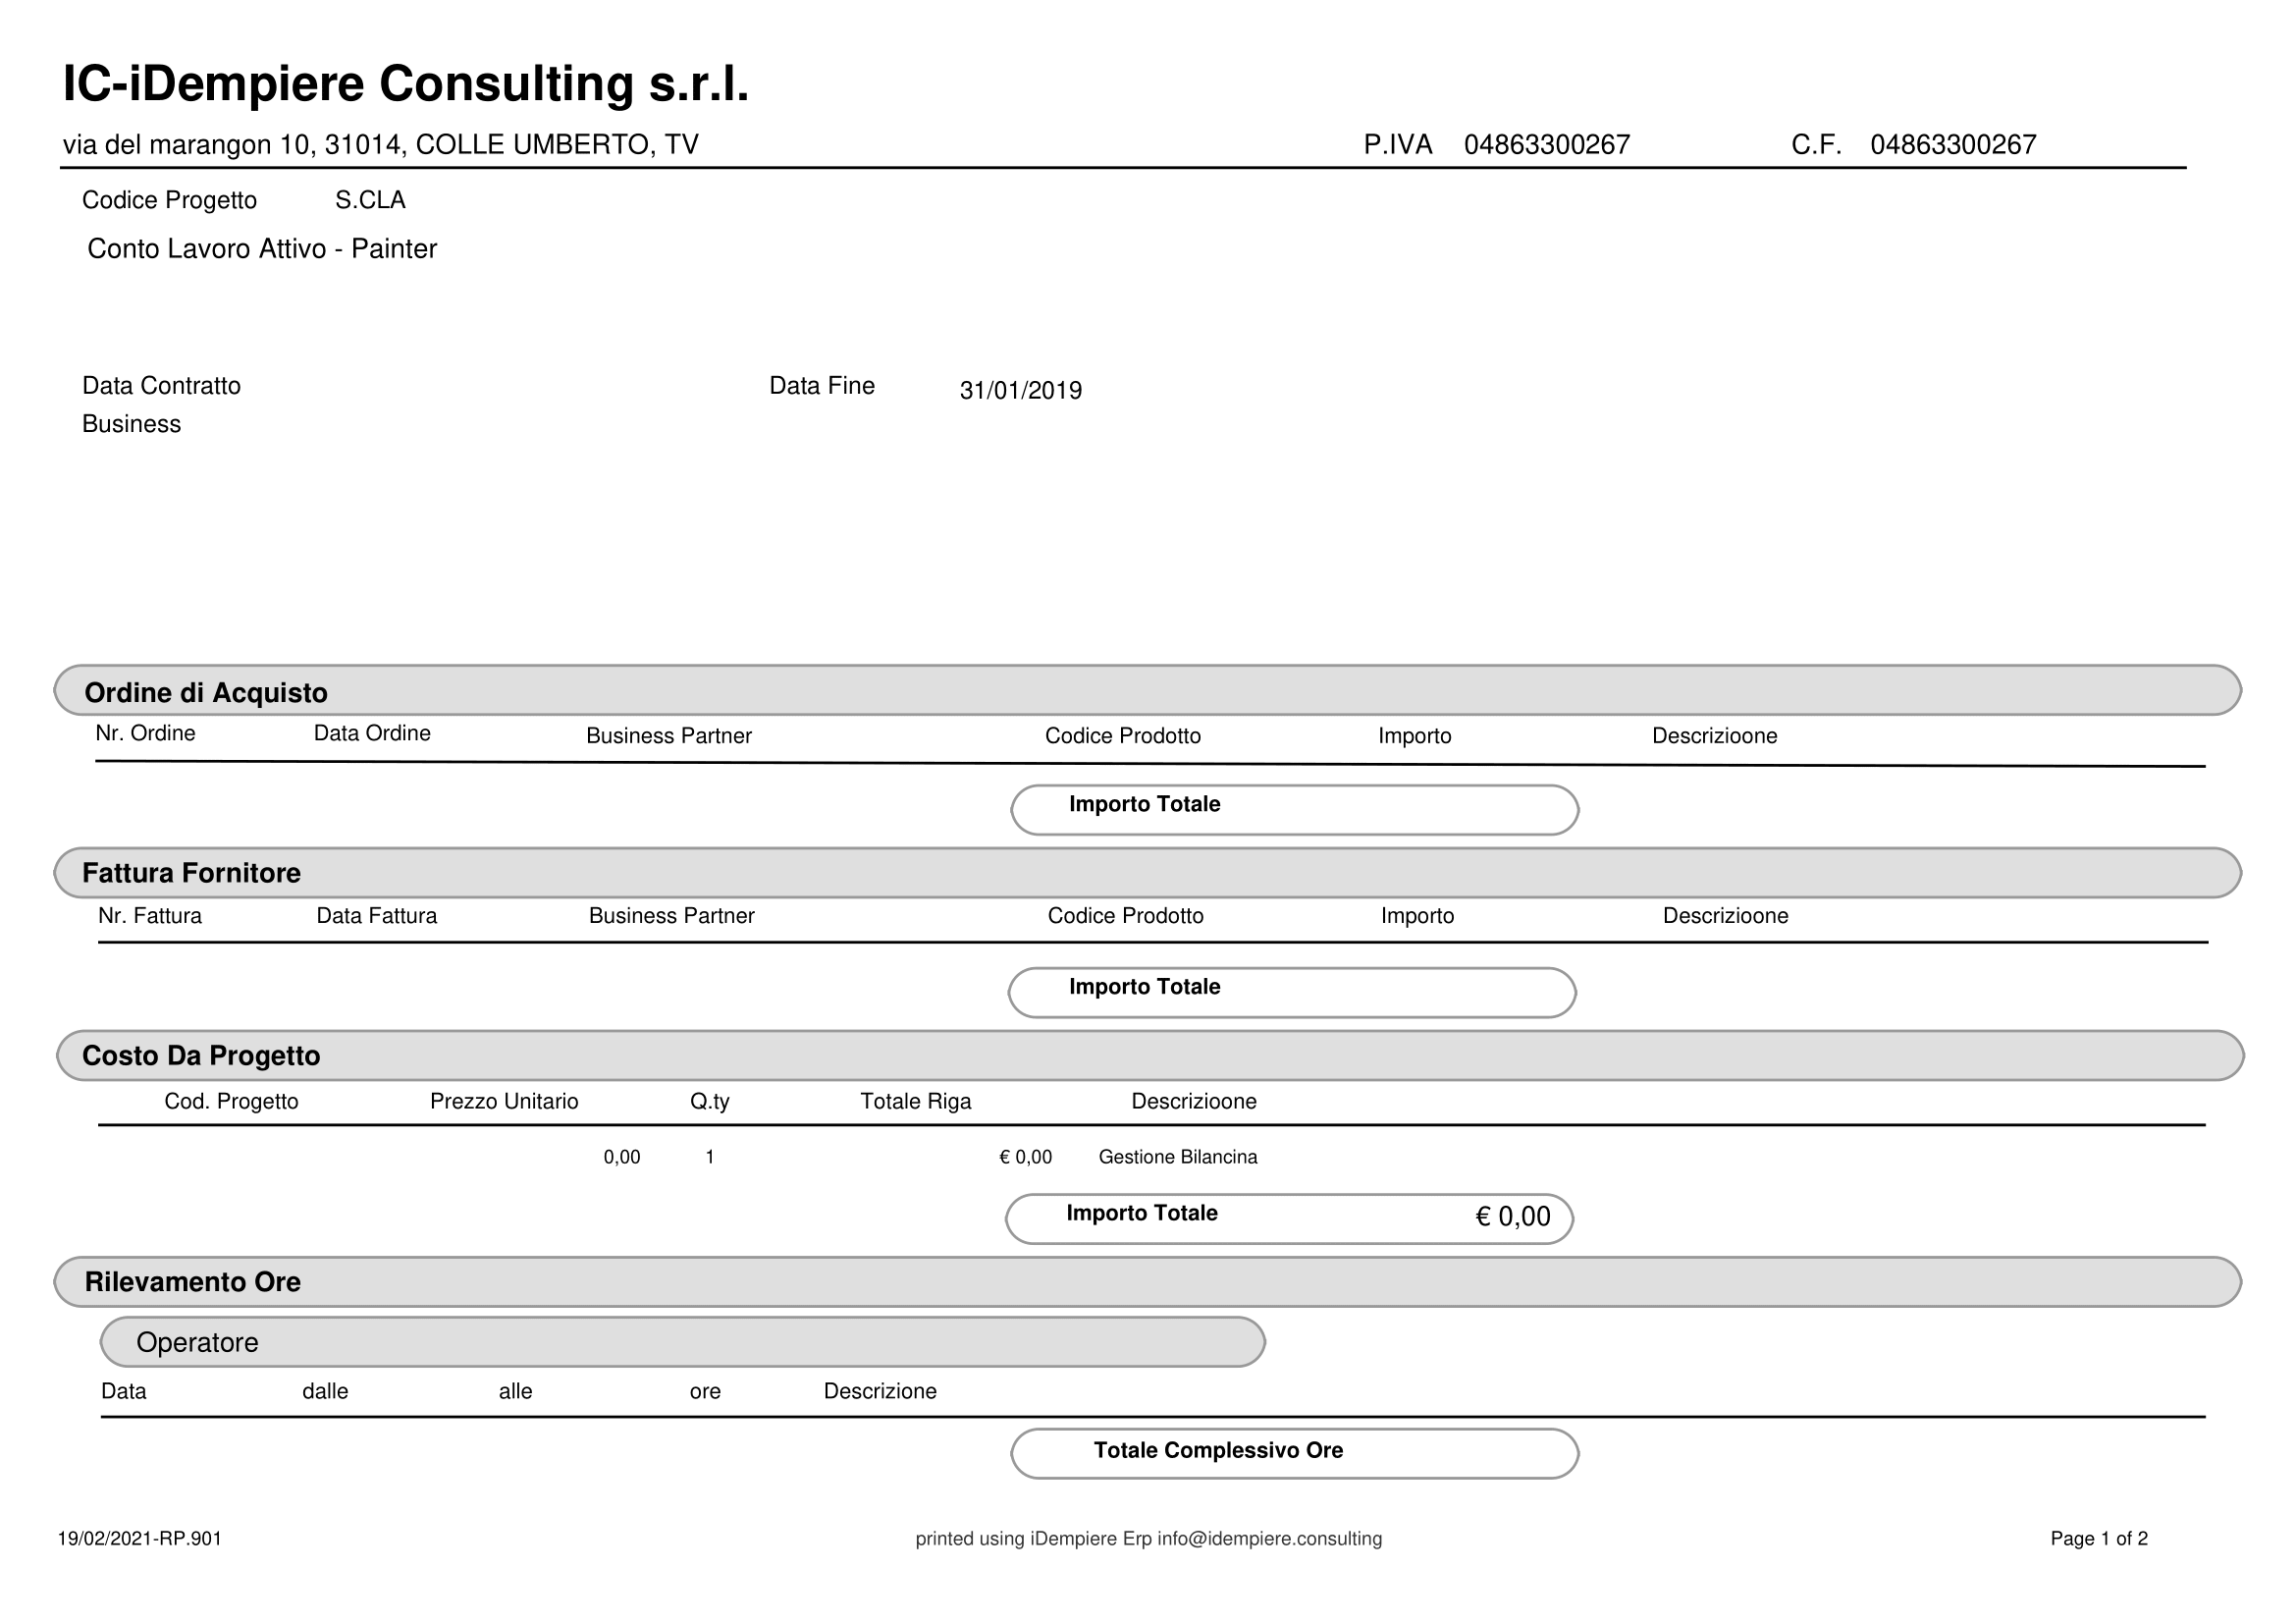 IC-iDempiere Consulting s.r.l.
via del marangon 10, 31014, COLLE UMBERTO, TV P.IVA 04863300267 C.F. 04863300267
Codice Progetto S.CLA
Conto Lavoro Attivo - Painter
Data Contratto Data Fine 31/01/2019
Business
Ordine di Acquisto
Nr. Ordine Data Ordine Business Partner Codice Prodotto Importo Descrizioone
Importo Totale
Fattura Fornitore
Nr. Fattura Data Fattura Business Partner Codice Prodotto Importo Descrizioone
Importo Totale
Costo Da Progetto
Cod. Progetto Prezzo Unitario Q.ty Totale Riga Descrizioone
0,00 1 € 0,00 Gestione Bilancina
Importo Totale € 0,00
Rilevamento Ore
Operatore
Data dalle alle ore Descrizione
Totale Complessivo Ore
19/02/2021-RP.901 printed using iDempiere Erp info@idempiere.consulting Page 1 of 2